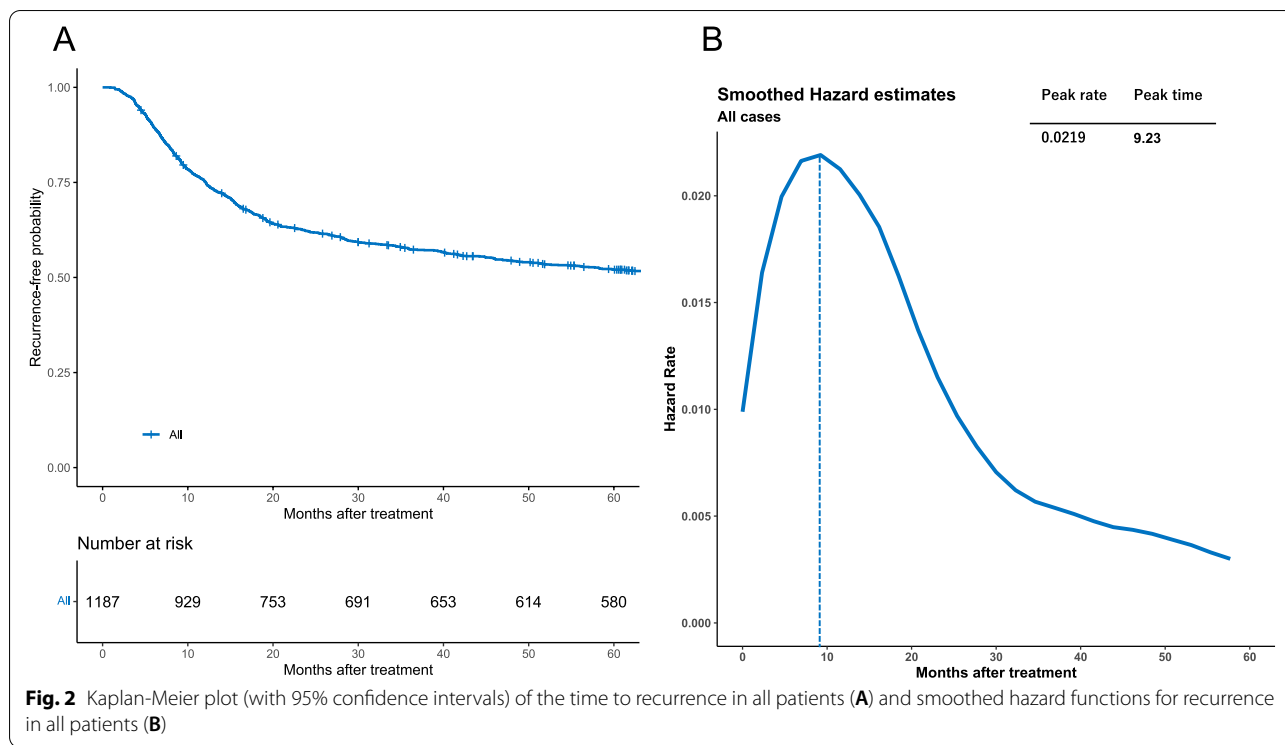 A
1.00
0.75
0.50
0.25
0.00
Recurrence-free probability
All
0 10 20 30 40 50 60
Months after treatment
Number at risk
All 1187 929 753 691 653 614 580
0 10 20 30 40 50 60
Months after treatment
B
Smoothed Hazard estimates
All cases
Peak rate Peak time
0.0219 9.23
0.020
0.015
0.010
0.005
0.000
Hazard Rate
0 10 20 30 40 50 60
Months after treatment
Fig. 2 Kaplan-Meier plot (with 95% confidence intervals) of the time to recurrence in all patients (A) and smoothed hazard functions for recurrence
in all patients (B)